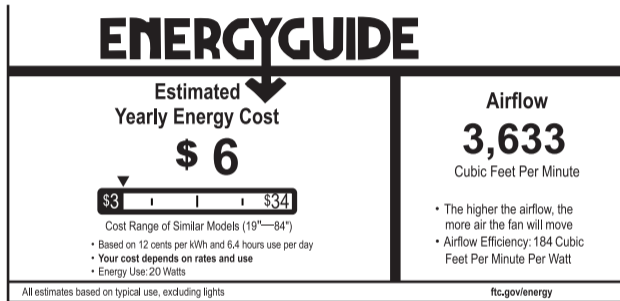 ENERGYGUIDE
Estimated
Yearly Energy Cost
$ 6
$3 $34
Cost Range of Similar Models (19"—84")
• Based on 12 cents per kWh and 6.4 hours use per day
• Your cost depends on rates and use
• Energy Use: 20 Watts
Airflow
3,633
Cubic Feet Per Minute
• The higher the airflow, the
more air the fan will move
• Airflow Efficiency: 184 Cubic
Feet Per Minute Per Watt
All estimates based on typical use, excluding lights
ftc.gov/energy